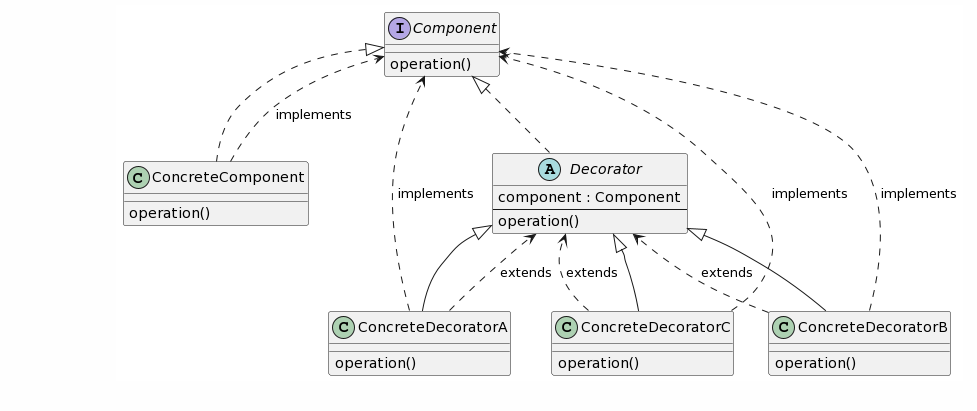 I Component
operation()
implements
C ConcreteComponent
operation()
A Decorator
component : Component
operation()
implements
implements
implements
extends
extends
extends
C ConcreteDecoratorA
operation()
C ConcreteDecoratorC
operation()
C ConcreteDecoratorB
operation()